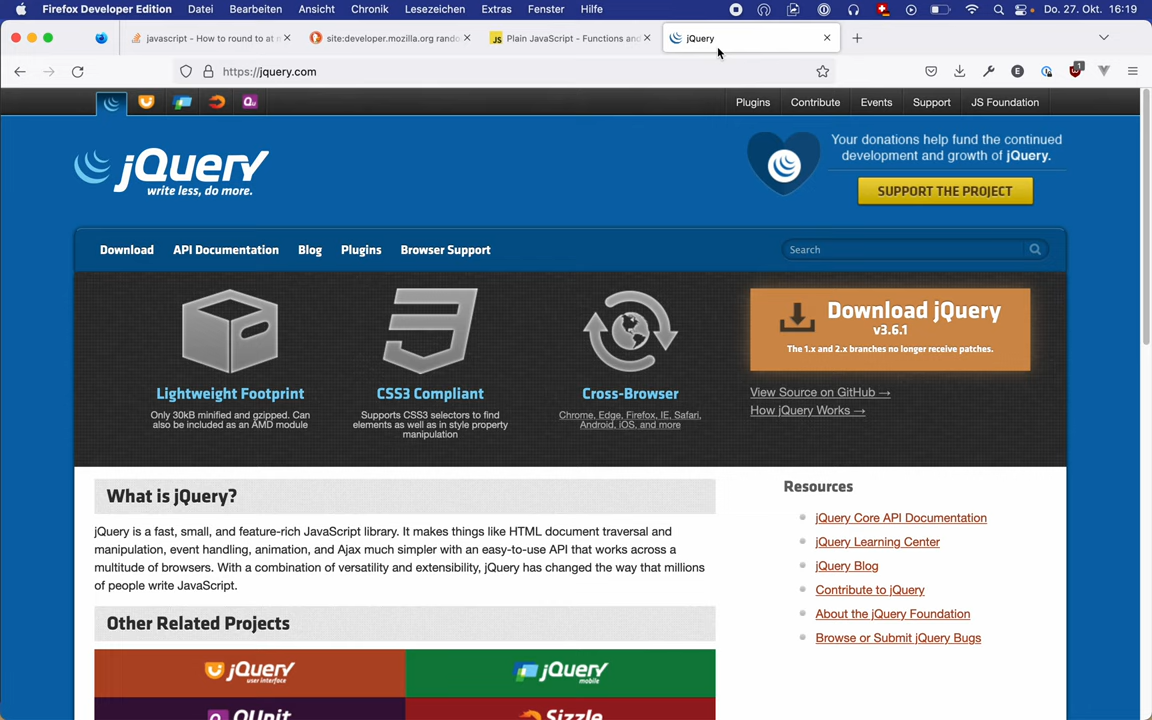 Firefox Developer Edition Datei Bearbeiten Ansicht Chronik Lesezeichen Extras Fenster Hilfe Do. 27. Okt. 16:19
javascript - How to round to at m
site:developer.mozilla.org rando
JS Plain JavaScript - Functions and
jQuery
https://jquery.com
E
1
Plugins Contribute Events Support JS Foundation
jQuery
write less, do more.
Your donations help fund the continued
development and growth of jQuery.
SUPPORT THE PROJECT
Download API Documentation Blog Plugins Browser Support
Search
Lightweight Footprint
Only 30kB minified and gzipped. Can
also be included as an AMD module
CSS3 Compliant
Supports CSS3 selectors to find
elements as well as in style property
manipulation
Cross-Browser
Chrome, Edge, Firefox, IE, Safari,
Android, iOS, and more
Download jQuery
v3.6.1
The 1.x and 2.x branches no longer receive patches.
View Source on GitHub →
How jQuery Works →
What is jQuery?
jQuery is a fast, small, and feature-rich JavaScript library. It makes things like HTML document traversal and
manipulation, event handling, animation, and Ajax much simpler with an easy-to-use API that works across a
multitude of browsers. With a combination of versatility and extensibility, jQuery has changed the way that millions
of people write JavaScript.
Other Related Projects
jQuery
user interface
jQuery
mobile
QUnit
Sizzle
Resources
jQuery Core API Documentation
jQuery Learning Center
jQuery Blog
Contribute to jQuery
About the jQuery Foundation
Browse or Submit jQuery Bugs